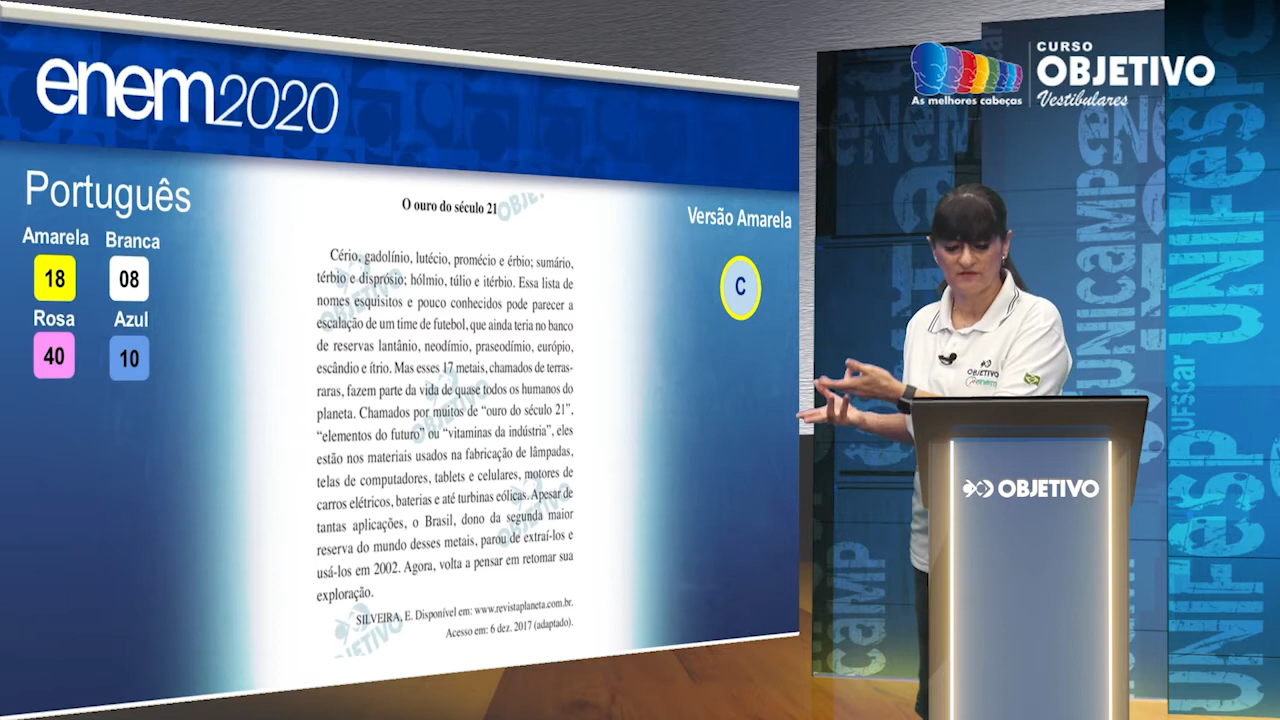 enem2020
Português
Amarela
Branca
18
08
Rosa
Azul
40
10
O ouro do século 21
Cério, gadolínio, lutécio, promécio e érbio; sumário,
térbio e disprósio; hólmio, túlio e itérbio. Essa lista de
nomes esquisitos e pouco conhecidos pode parecer a
escalação de um time de futebol, que ainda teria no banco
de reservas lantânio, neodímio, praseodímio, európio,
escândio e ítrio. Mas esses 17 metais, chamados de terras-
raras, fazem parte da vida de quase todos os humanos do
planeta. Chamados por muitos de “ouro do século 21”,
“elementos do futuro” ou “vitaminas da indústria”, eles
estão nos materiais usados na fabricação de lâmpadas,
telas de computadores, tablets e celulares, motores de
carros elétricos, baterias e até turbinas eólicas. Apesar de
tantas aplicações, o Brasil, dono da segunda maior
reserva do mundo desses metais, parou de extraí-los e
usá-los em 2002. Agora, volta a pensar em retomar sua
exploração.
SILVEIRA, E. Disponível em: www.revistaplaneta.com.br.
Acesso em: 6 dez. 2017 (adaptado).
Versão Amarela
C
As melhores cabeças
CURSO
OBJETIVO
Vestibulares
enem
UNICAMP
UNIFESP
UFSCar
OBJETIVO
enem
OBJETIVO